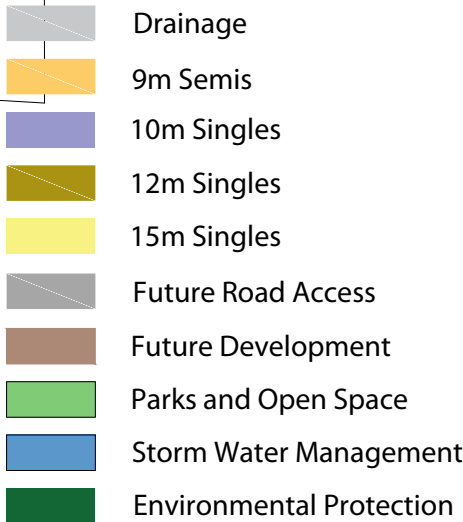 Drainage
9m Semis
10m Singles
12m Singles
15m Singles
Future Road Access
Future Development
Parks and Open Space
Storm Water Management
Environmental Protection